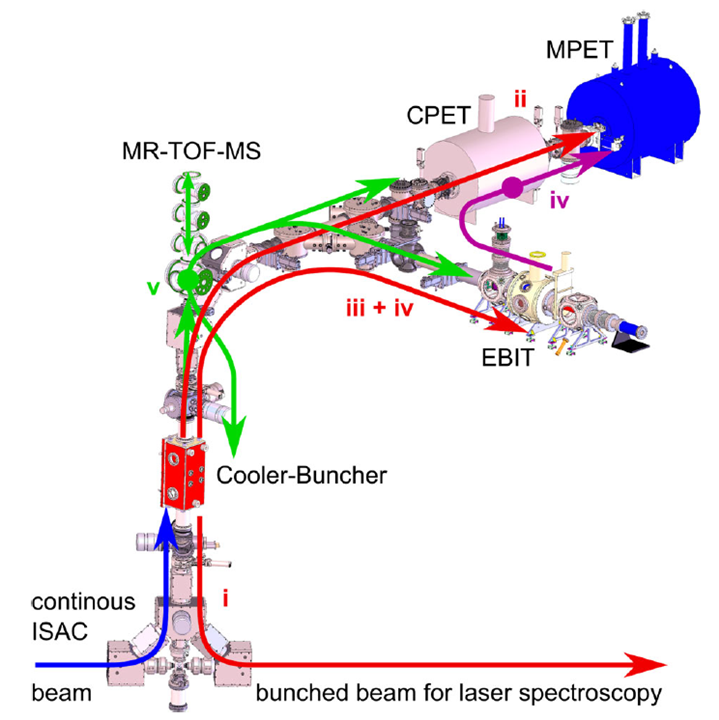 MPET
CPET
ii
MR-TOF-MS
iv
v
iii + iv
EBIT
Cooler-Buncher
i
continous
ISAC
beam
bunched beam for laser spectroscopy